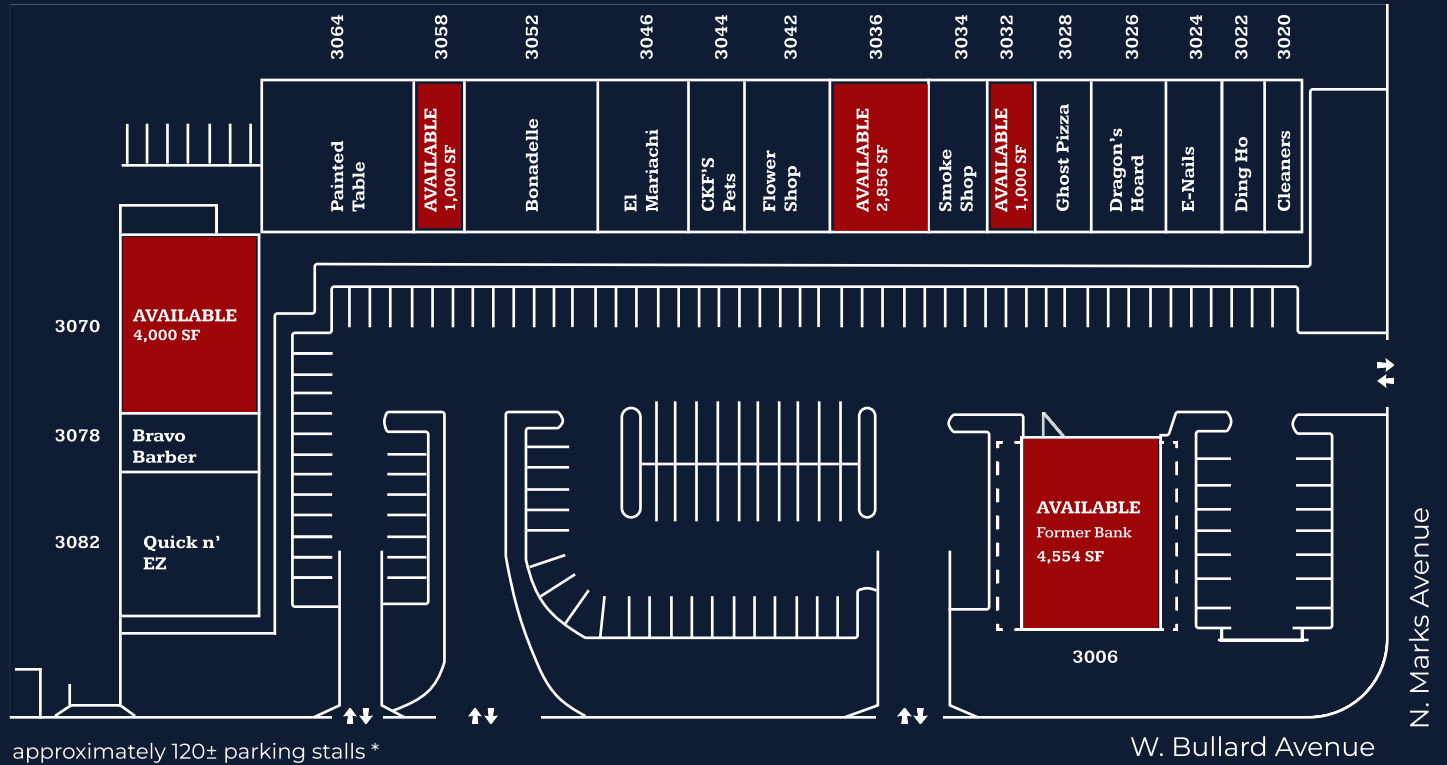 3064
3058
3052
3046
3044
3042
3036
3034
3032
3028
3026
3024
3022
3020
Painted
Table
AVAILABLE
1,000 SF
Bonadelle
El
Mariachi
CKF'S
Pets
Flower
Shop
AVAILABLE
2,856 SF
Smoke
Shop
AVAILABLE
1,000 SF
Ghost Pizza
Dragon's
Hoard
E-Nails
Ding Ho
Cleaners
3070
AVAILABLE
4,000 SF
3078
Bravo
Barber
3082
Quick n'
EZ
AVAILABLE
Former Bank
4,554 SF
3006
N. Marks Avenue
W. Bullard Avenue
approximately 120± parking stalls *